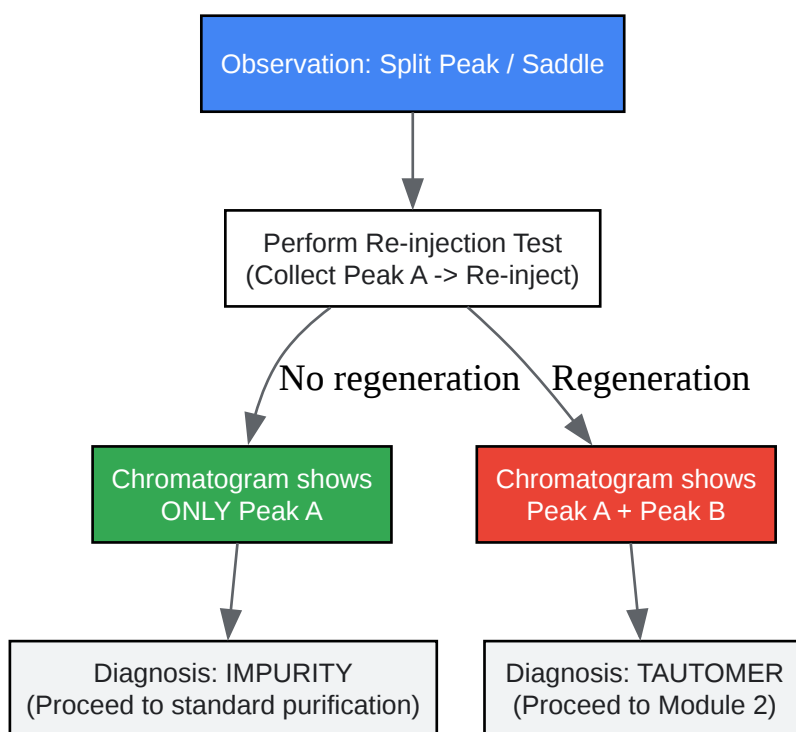 Observation: Split Peak / Saddle
Perform Re-injection Test
(Collect Peak A -> Re-inject)
No regeneration
Regeneration
Chromatogram shows
ONLY Peak A
Chromatogram shows
Peak A + Peak B
Diagnosis: IMPURITY
(Proceed to standard purification)
Diagnosis: TAUTOMER
(Proceed to Module 2)